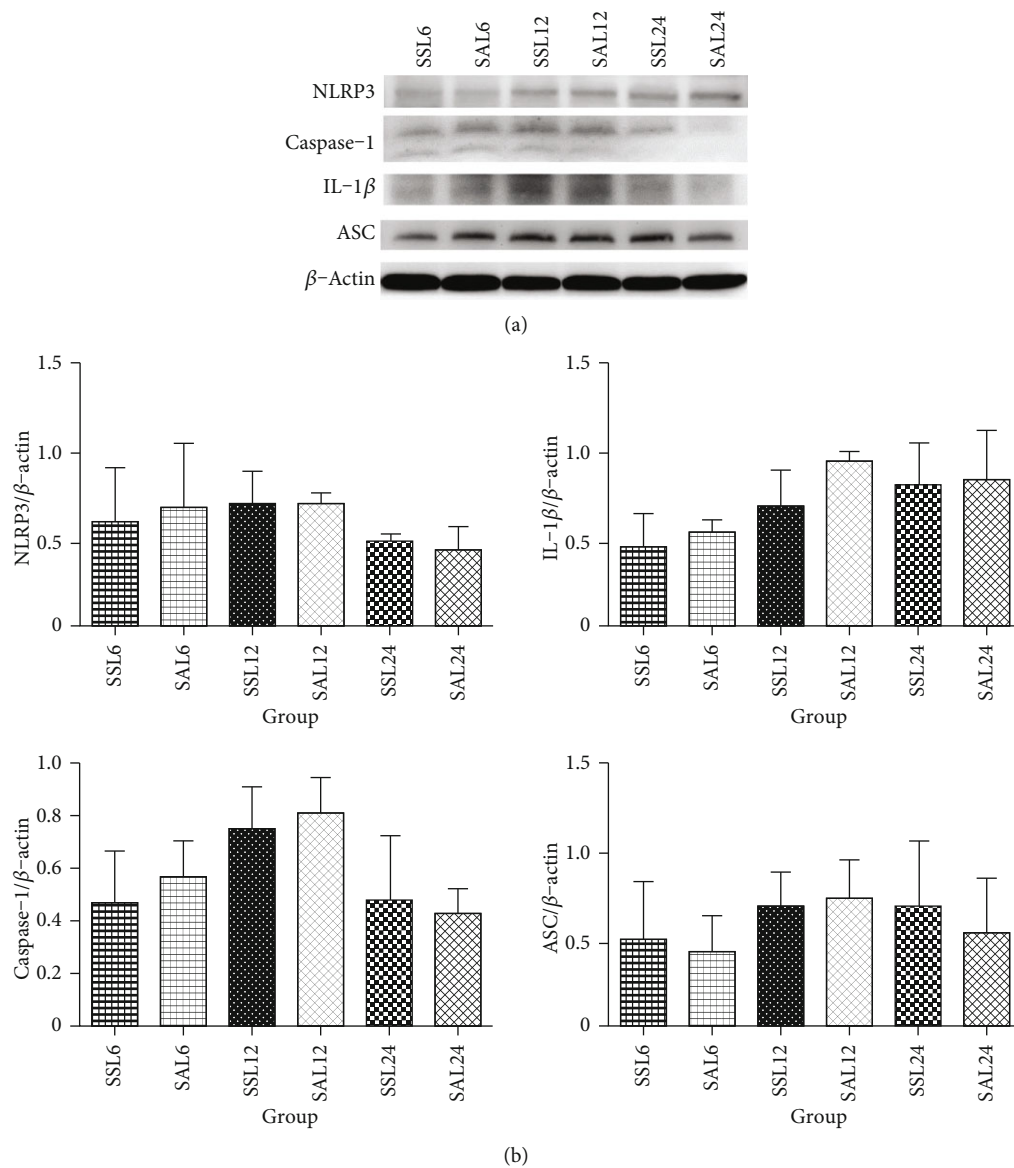 SSL6 SAL6 SSL12 SAL12 SSL24 SAL24
NLRP3
Caspase−1
IL−1β
ASC
β−Actin
(a)
1.5
1.0
0.5
0
NLRP3/β−actin
SSL6 SAL6 SSL12 SAL12 SSL24 SAL24
Group
1.5
1.0
0.5
0
IL−1β/β−actin
SSL6 SAL6 SSL12 SAL12 SSL24 SAL24
Group
1.0
0.8
0.6
0.4
0.2
0
Caspase−1/β−actin
SSL6 SAL6 SSL12 SAL12 SSL24 SAL24
Group
1.5
1.0
0.5
0
ASC/β−actin
SSL6 SAL6 SSL12 SAL12 SSL24 SAL24
Group
(b)